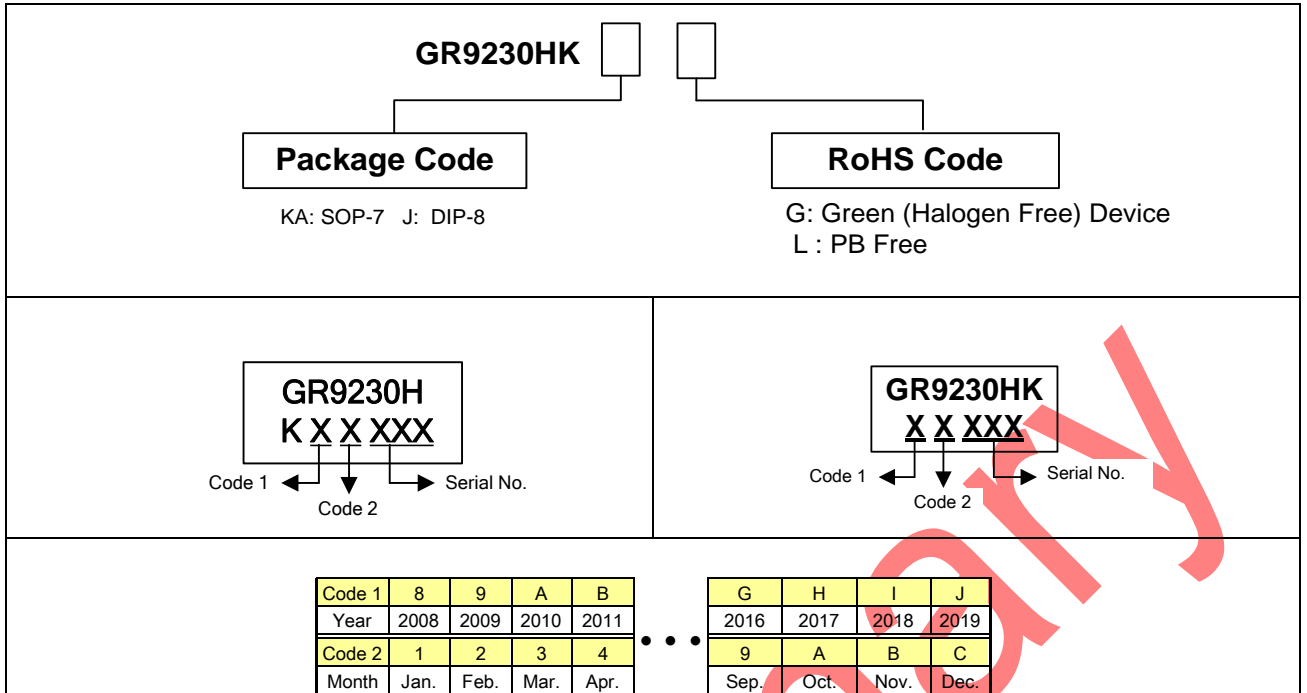 GR9230HK
Package Code
RoHS Code
KA: SOP-7 J: DIP-8
G: Green (Halogen Free) Device
L : PB Free
GR9230H
K X X XXX
Code 1
Serial No.
Code 2
GR9230HK
X X XXX
Code 1
Serial No.
Code 2
Code 1 8 9 A B G H I J
Year 2008 2009 2010 2011 • • • 2016 2017 2018 2019
Code 2 1 2 3 4 9 A B C
Month Jan. Feb. Mar. Apr. Sep. Oct. Nov. Dec.